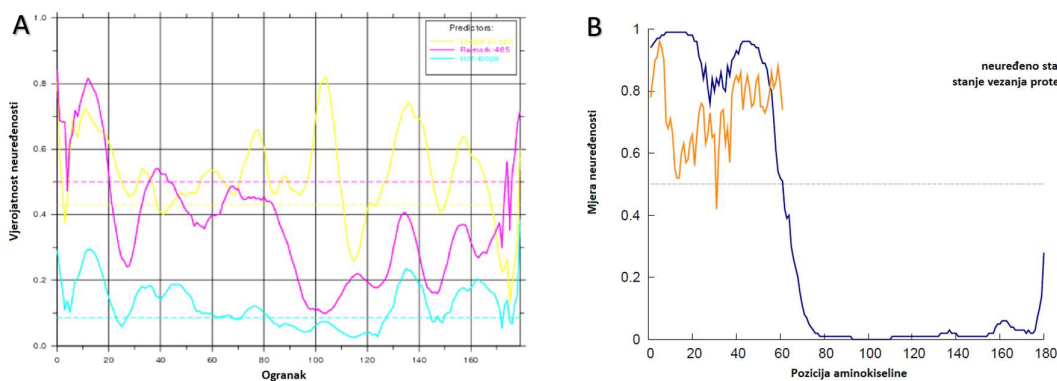 A
Predictors:
Remark-465
Hot-loops
Vjerojatnost neuređenosti
1.0
0.8
0.6
0.4
0.2
0.0
0
20
40
60
80
100
120
140
160
Ogranak
B
neuređeno sta
stanje vezanja prote
Mjera neuređenosti
1
0.8
0.6
0.4
0.2
0
0
20
40
60
80
100
120
140
160
180
Pozicija aminokiseline